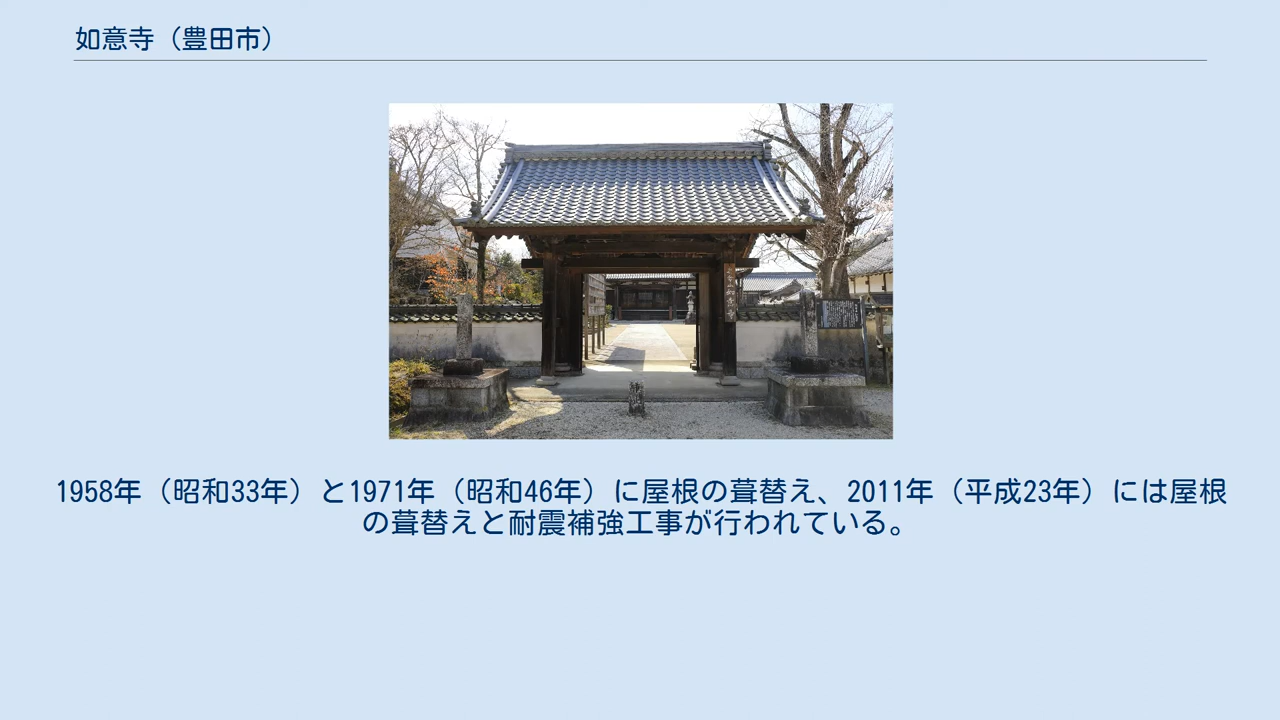 如意寺（豊田市）
1958年（昭和33年）と1971年（昭和46年）に屋根の葺替え、2011年（平成23年）には屋根
の葺替えと耐震補強工事が行われている。